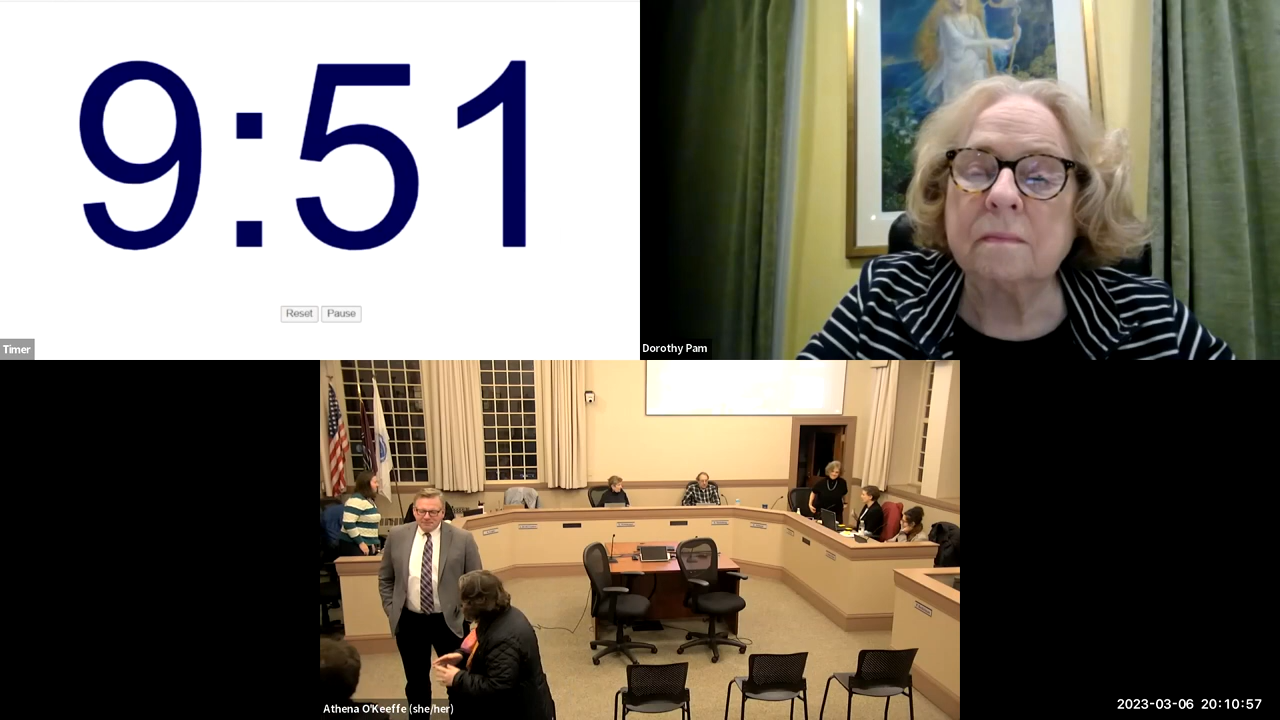 9:51
Reset Pause
Timer
Dorothy Pam
Athena O'Keeffe (she/her)
2023-03-06 20:10:57